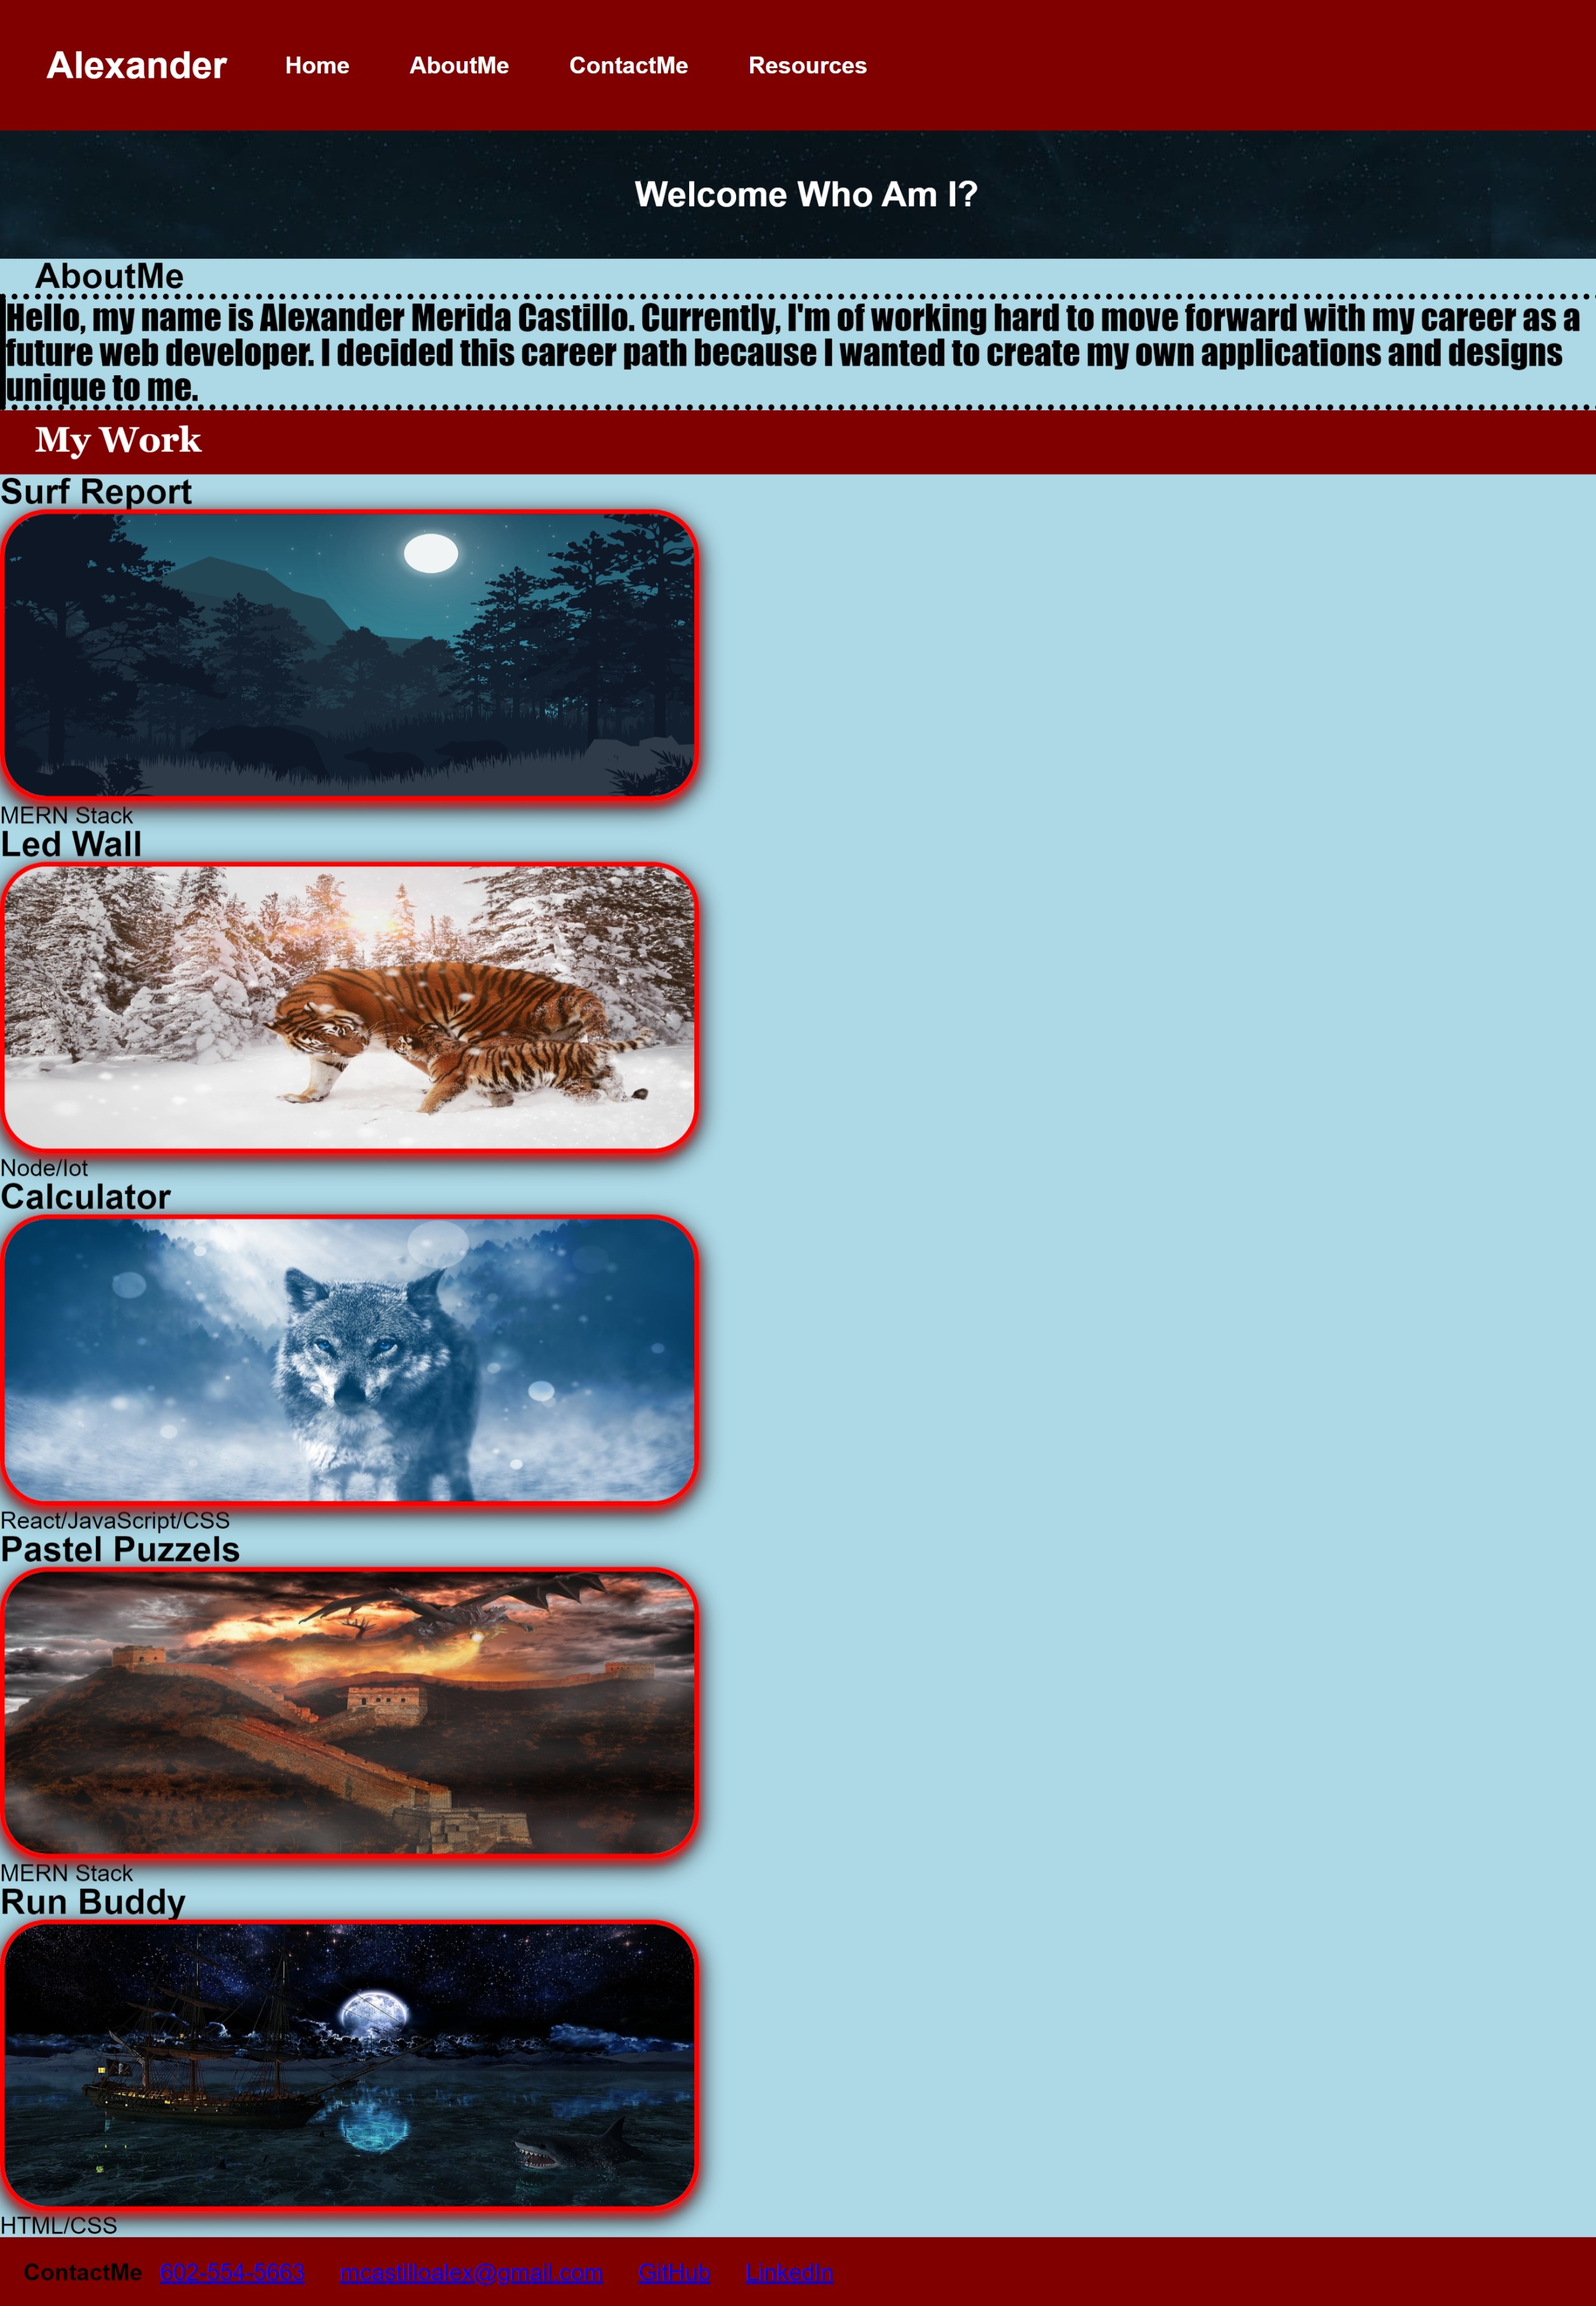 Alexander Home AboutMe ContactMe Resources
Welcome Who Am I?
AboutMe
Hello, my name is Alexander Merida Castillo. Currently, I'm of working hard to move forward with my career as a
future web developer. I decided this career path because I wanted to create my own applications and designs
unique to me.
My Work
Surf Report
MERN Stack
Led Wall
Node/Iot
Calculator
React/JavaScript/CSS
Pastel Puzzels
MERN Stack
Run Buddy
HTML/CSS
ContactMe 602-554-5663 mcastilloalex@gmail.com GitHub LinkedIn